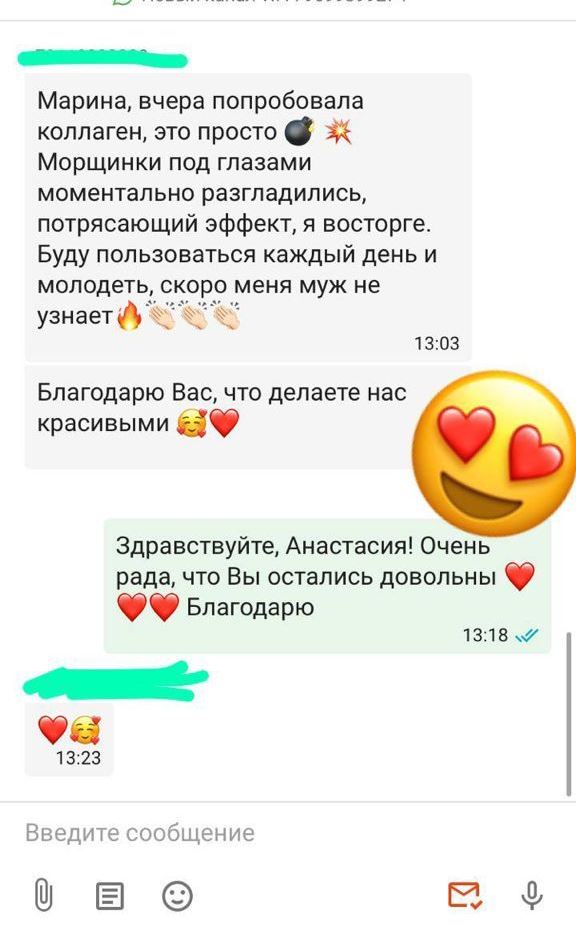 Марина, вчера попробовала
коллаген, это просто 💣 💥
Морщинки под глазами
моментально разгладились,
потрясающий эффект, я восторге.
Буду пользоваться каждый день и
молодеть, скоро меня муж не
узнает🔥👏🏻👏🏻👏🏻
13:03
Благодарю Вас, что делаете нас
красивыми 🥰❤️
Здравствуйте, Анастасия! Очень
рада, что Вы остались довольны ❤️
❤️❤️ Благодарю
13:18
❤️🥰
13:23
Введите сообщение